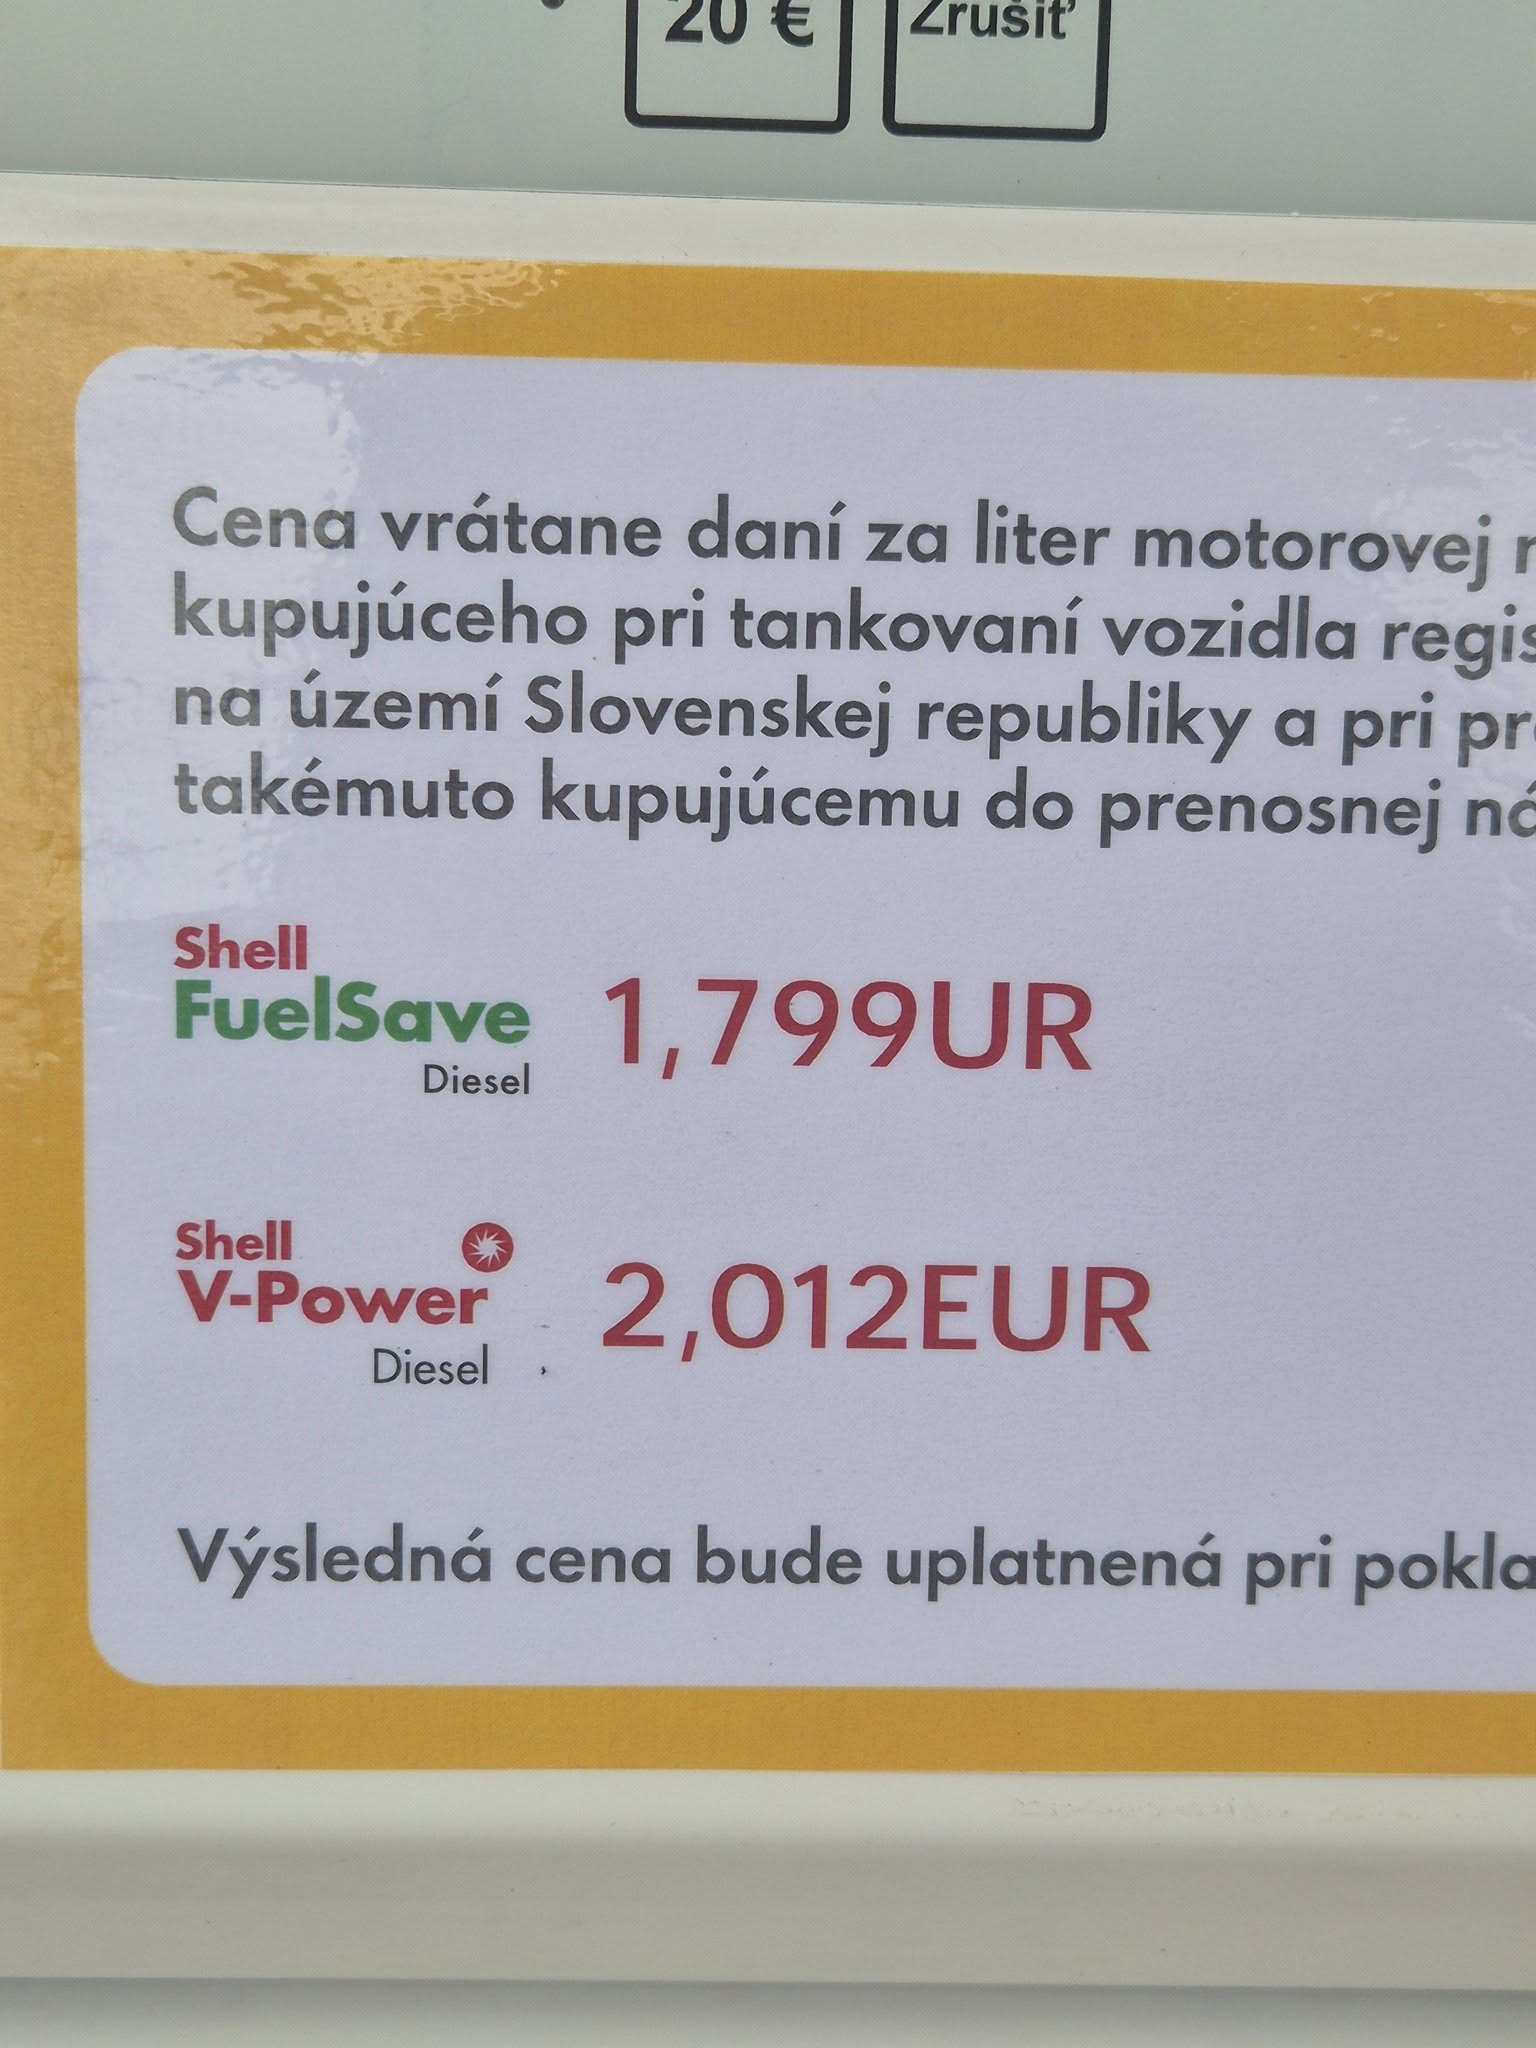 20 €
Zrušiť
Cena vrátane daní za liter motorovej
kupujúceho pri tankovaní vozidla regis
na území Slovenskej republiky a pri pr
takémuto kupujúcemu do prenosnej ná
Shell
FuelSave
Diesel
1,799UR
Shell
V-Power
Diesel
2,012EUR
Výsledná cena bude uplatnená pri pokla